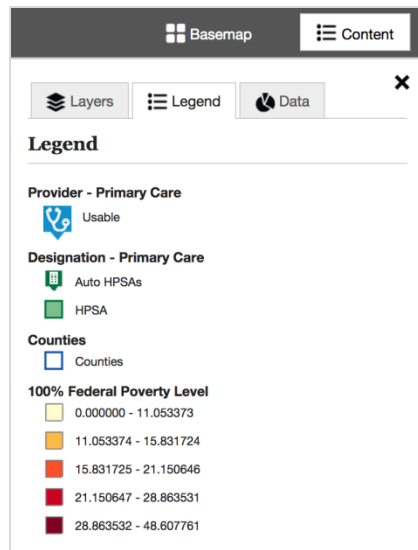 Basemap Content
Layers Legend Data
Legend
Provider - Primary Care
Usable
Designation - Primary Care
Auto HPSAs
HPSA
Counties
Counties
100% Federal Poverty Level
0.000000 - 11.053373
11.053374 - 15.831724
15.831725 - 21.150646
21.150647 - 28.863531
28.863532 - 48.607761